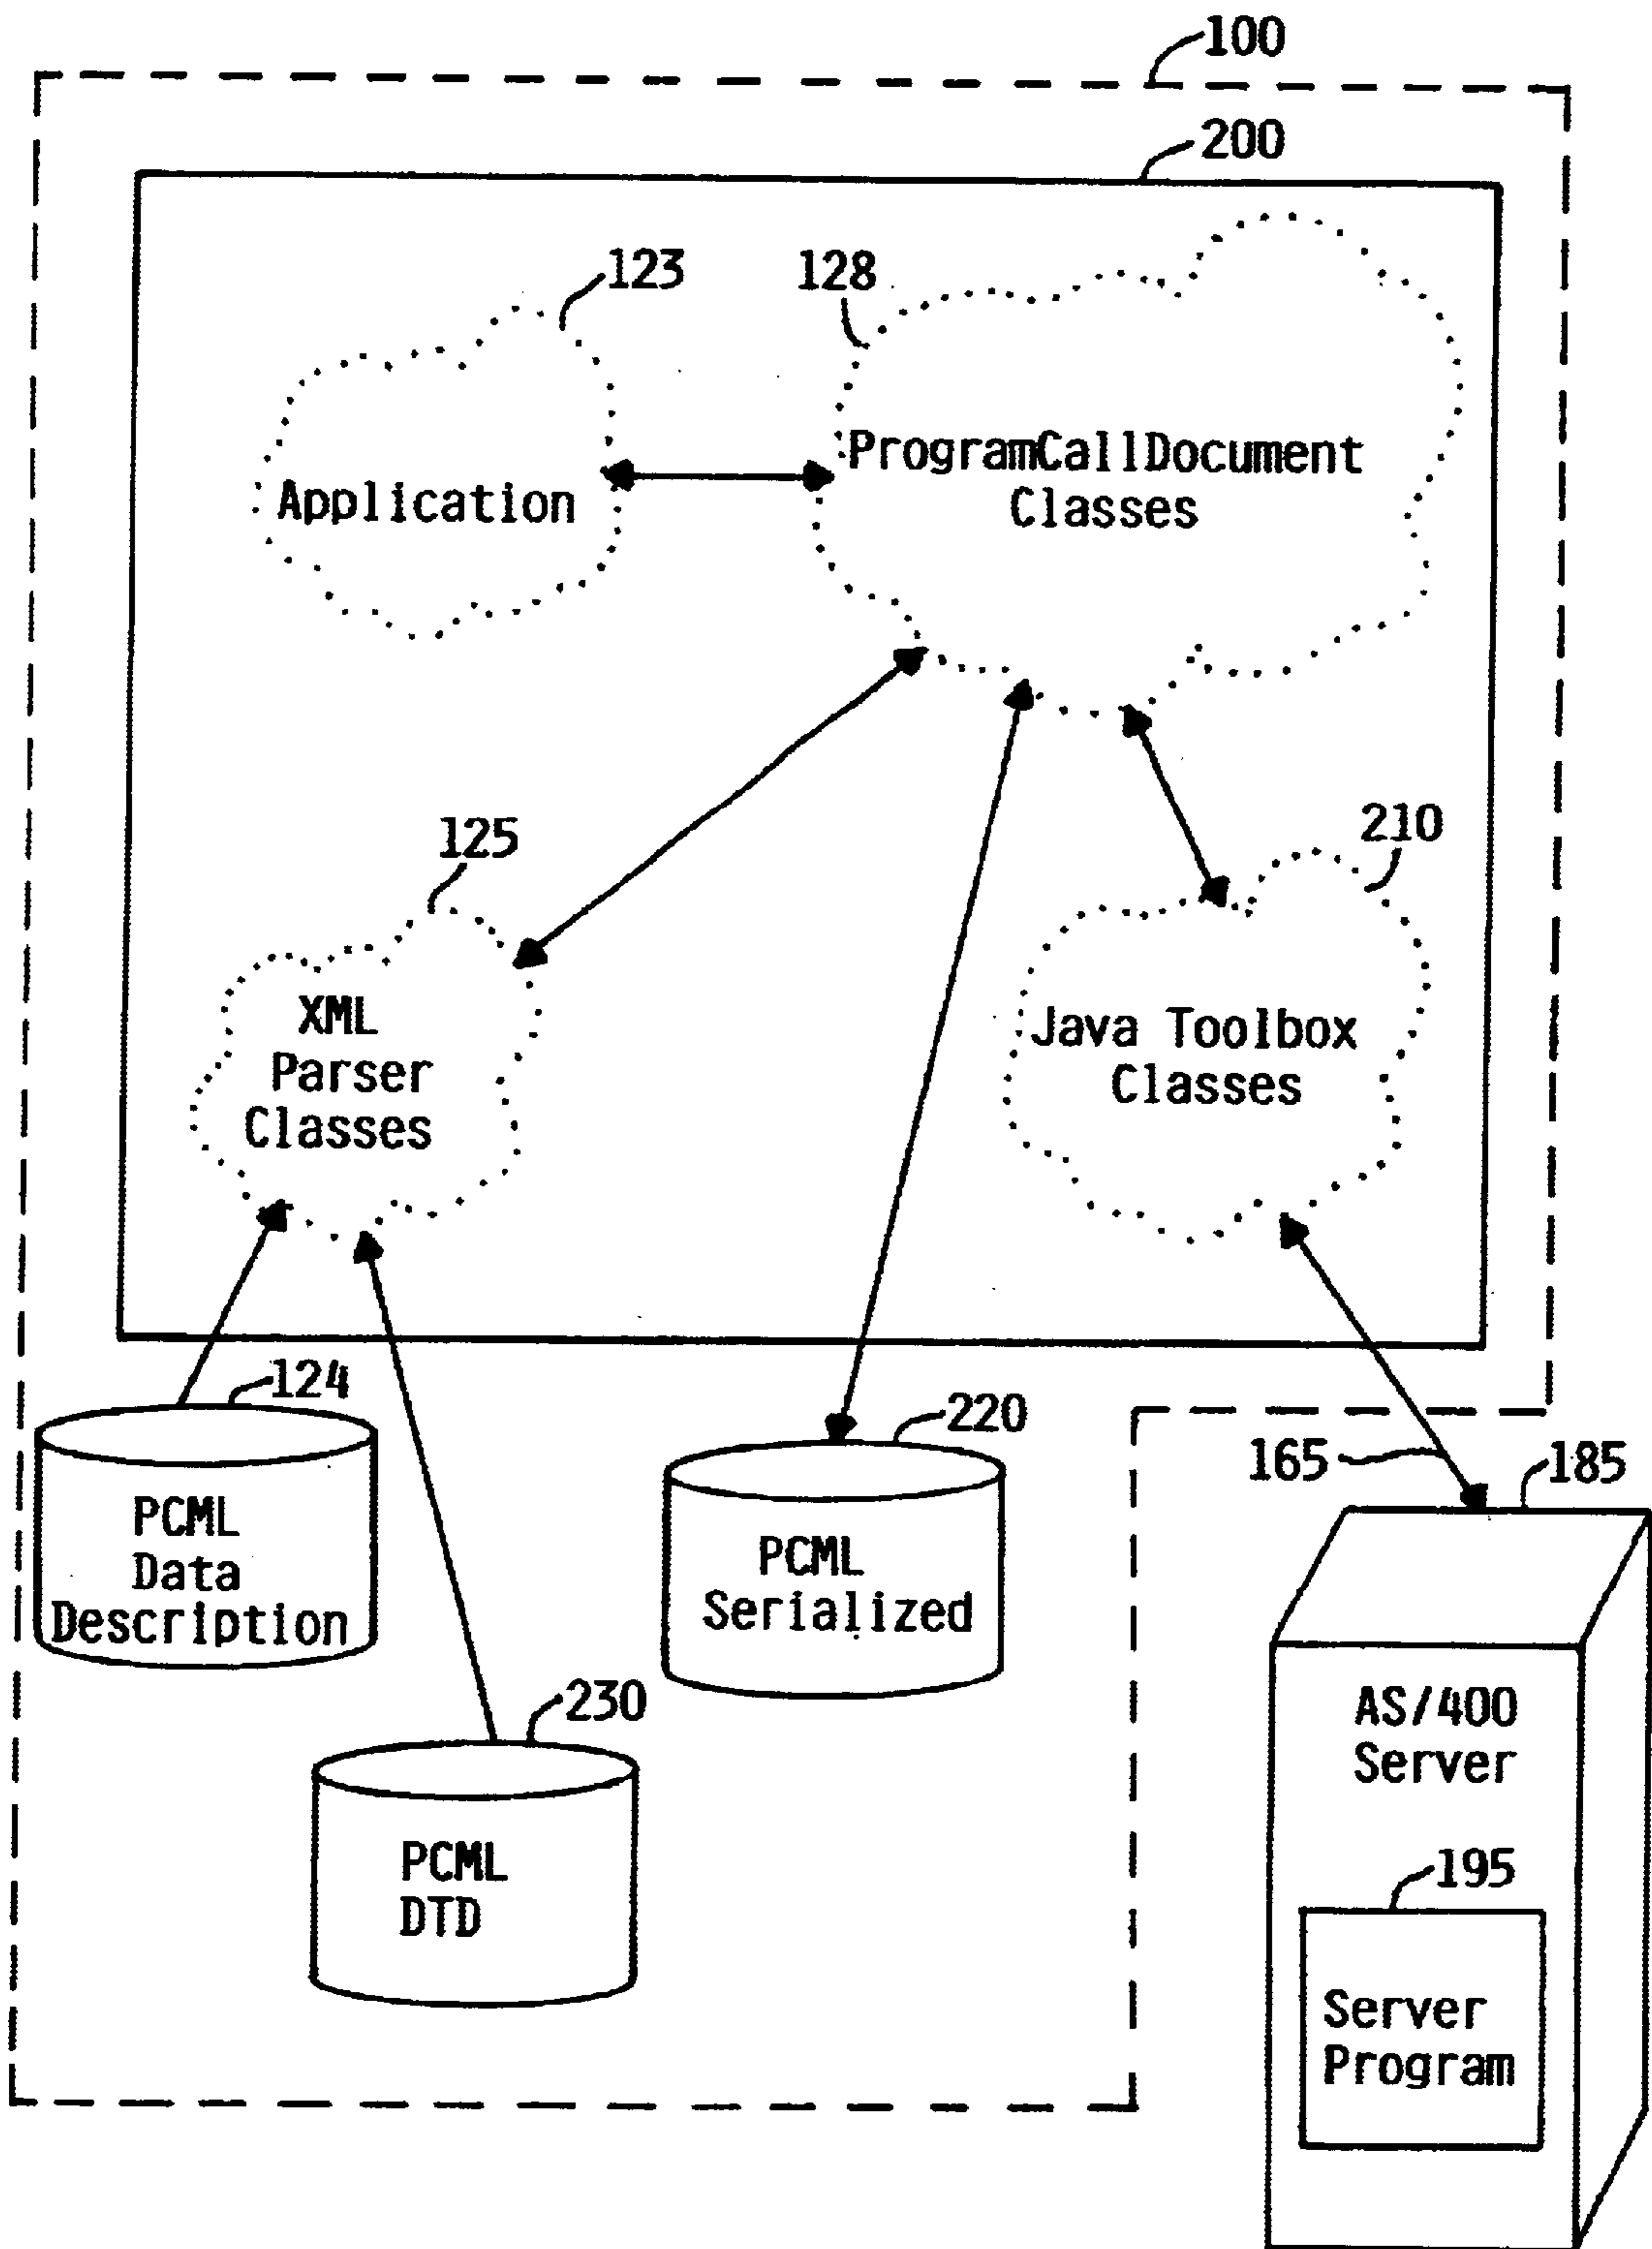 100
200
123
128
Application
ProgramCallDocument
Classes
125
210
XML
Parser
Classes
Java Toolbox
Classes
124
220
165
185
PCML
Data
Description
PCML
Serialized
230
AS/400
Server
PCML
DTD
195
Server
Program